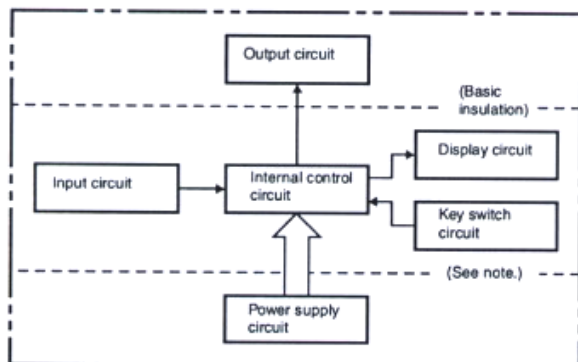 Output circuit
(Basic
insulation)
Display circuit
Input circuit
Internal control
circuit
Key switch
circuit
(See note.)
Power supply
circuit